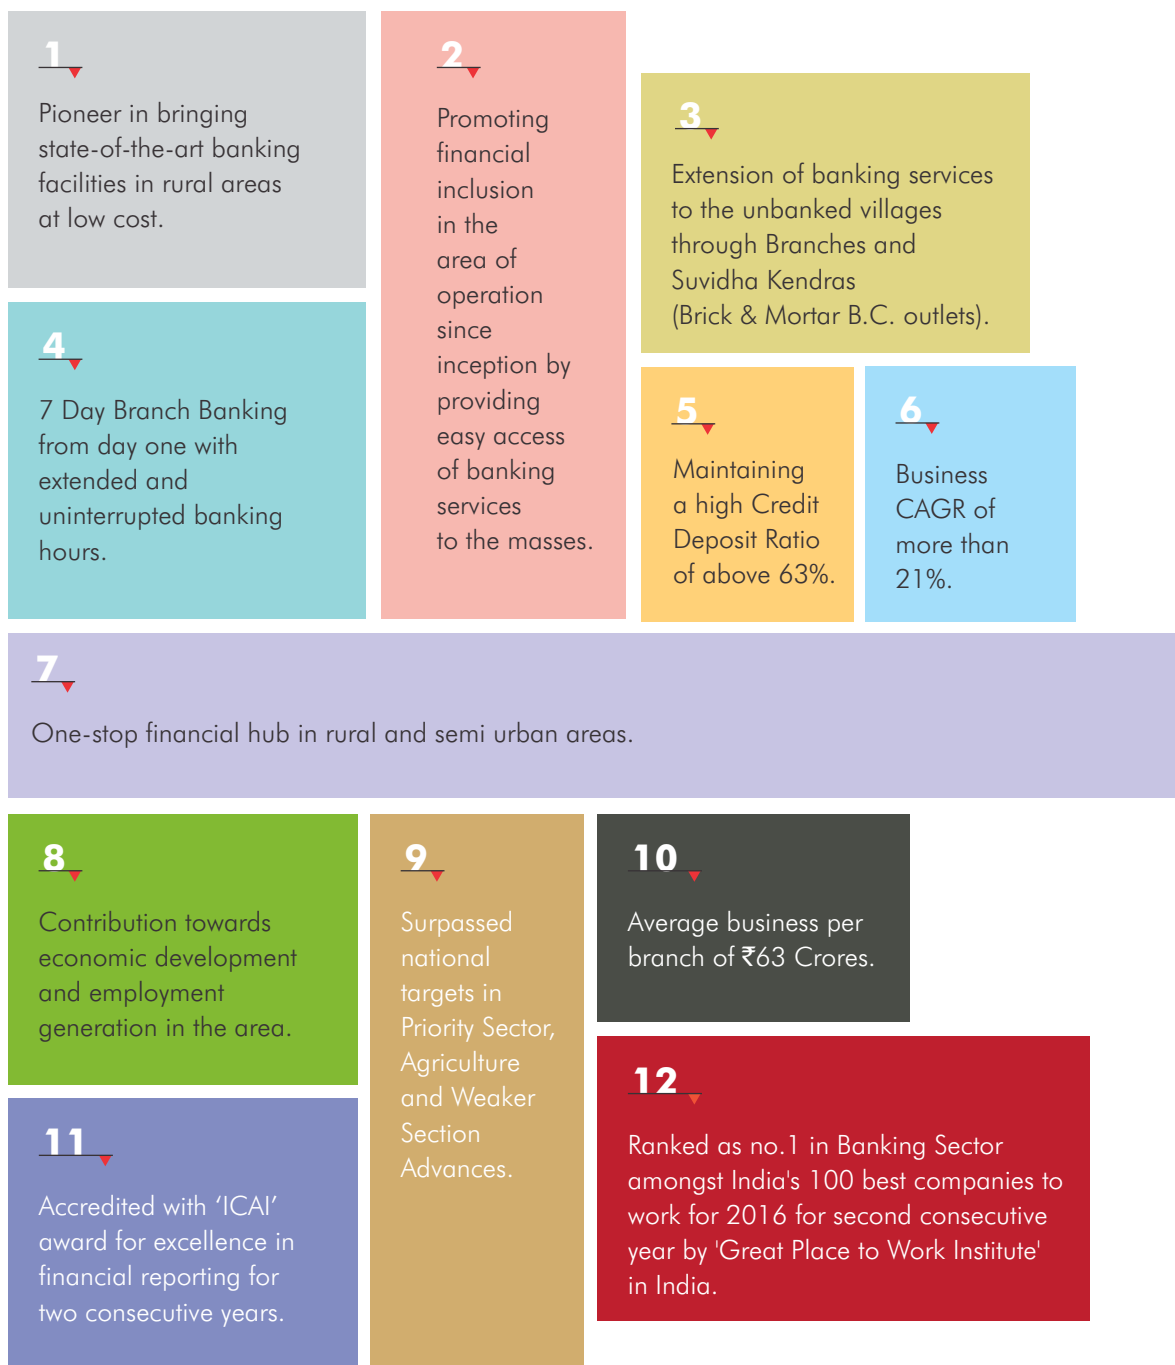 1
Pioneer in bringing
state-of-the-art banking
facilities in rural areas
at low cost.
2
Promoting
financial
inclusion
in the
area of
operation
since
inception by
providing
easy access
of banking
services
to the masses.
3
Extension of banking services
to the unbanked villages
through Branches and
Suvidha Kendras
(Brick & Mortar B.C. outlets).
4
7 Day Branch Banking
from day one with
extended and
uninterrupted banking
hours.
5
Maintaining
a high Credit
Deposit Ratio
of above 63%.
6
Business
CAGR of
more than
21%.
7
One-stop financial hub in rural and semi urban areas.
8
Contribution towards
economic development
and employment
generation in the area.
9
Surpassed
national
targets in
Priority Sector,
Agriculture
and Weaker
Section
Advances.
10
Average business per
branch of ₹63 Crores.
11
Accredited with ‘ICAI’
award for excellence in
financial reporting for
two consecutive years.
12
Ranked as no.1 in Banking Sector
amongst India's 100 best companies to
work for 2016 for second consecutive
year by 'Great Place to Work Institute'
in India.